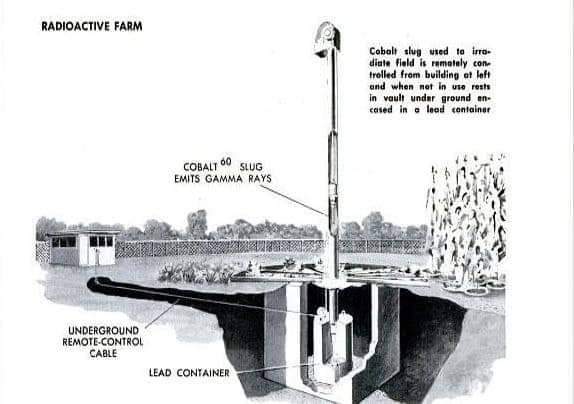 RADIOACTIVE FARM
Cobalt slug used to irra-
diate field is remotely con-
trolled from building at left
and when not in use rests
in vault under ground en-
cased in a lead container
COBALT 60 SLUG
EMITS GAMMA RAYS
UNDERGROUND
REMOTE-CONTROL
CABLE
LEAD CONTAINER